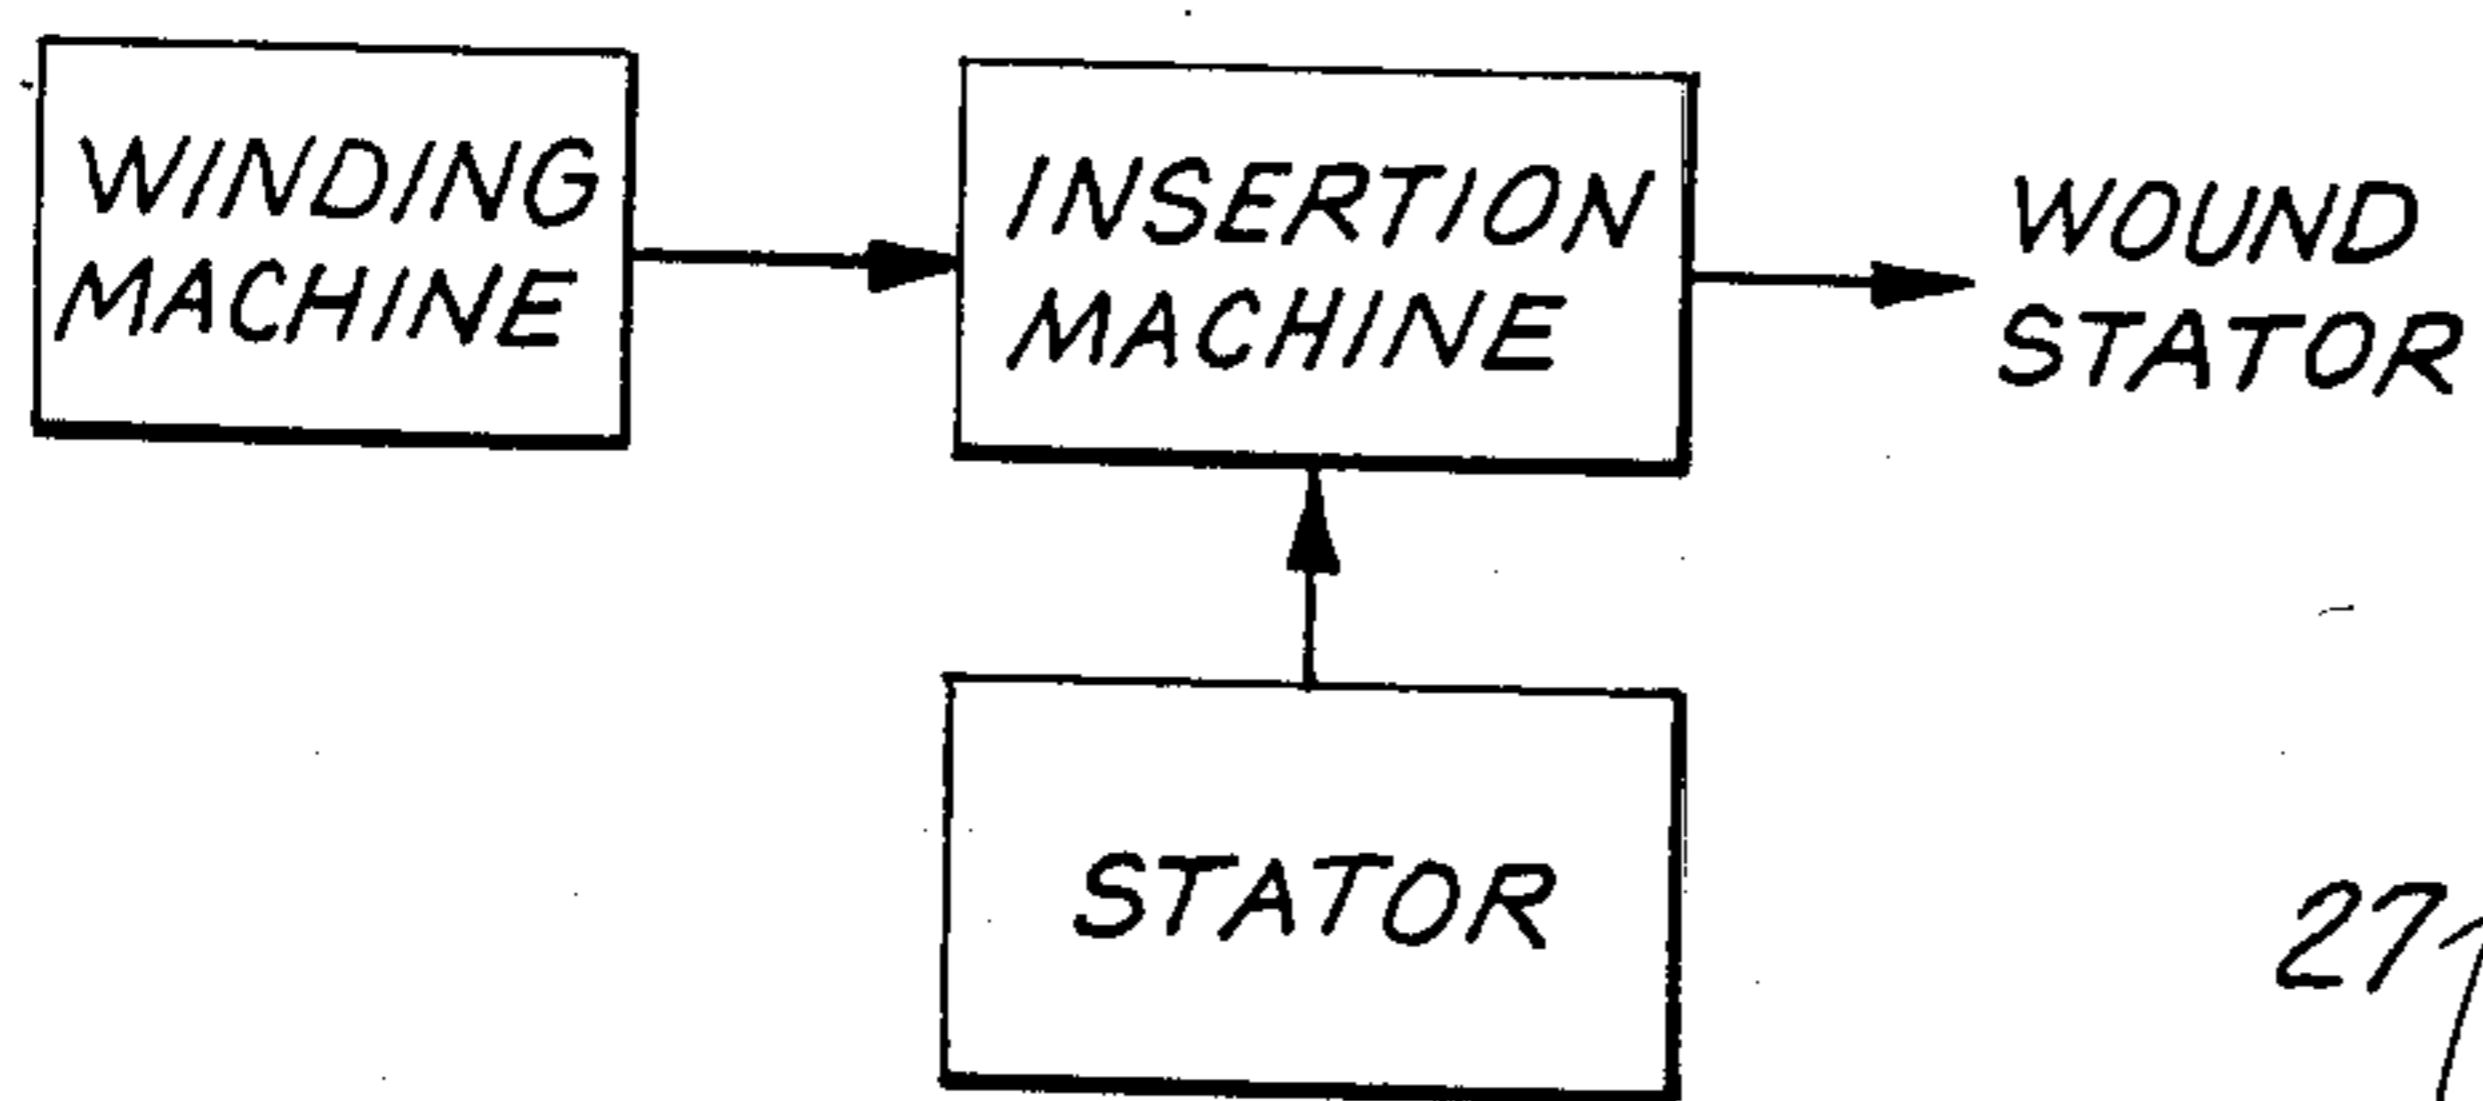 WINDING
MACHINE
INSERTION
MACHINE
WOUND
STATOR
STATOR
27